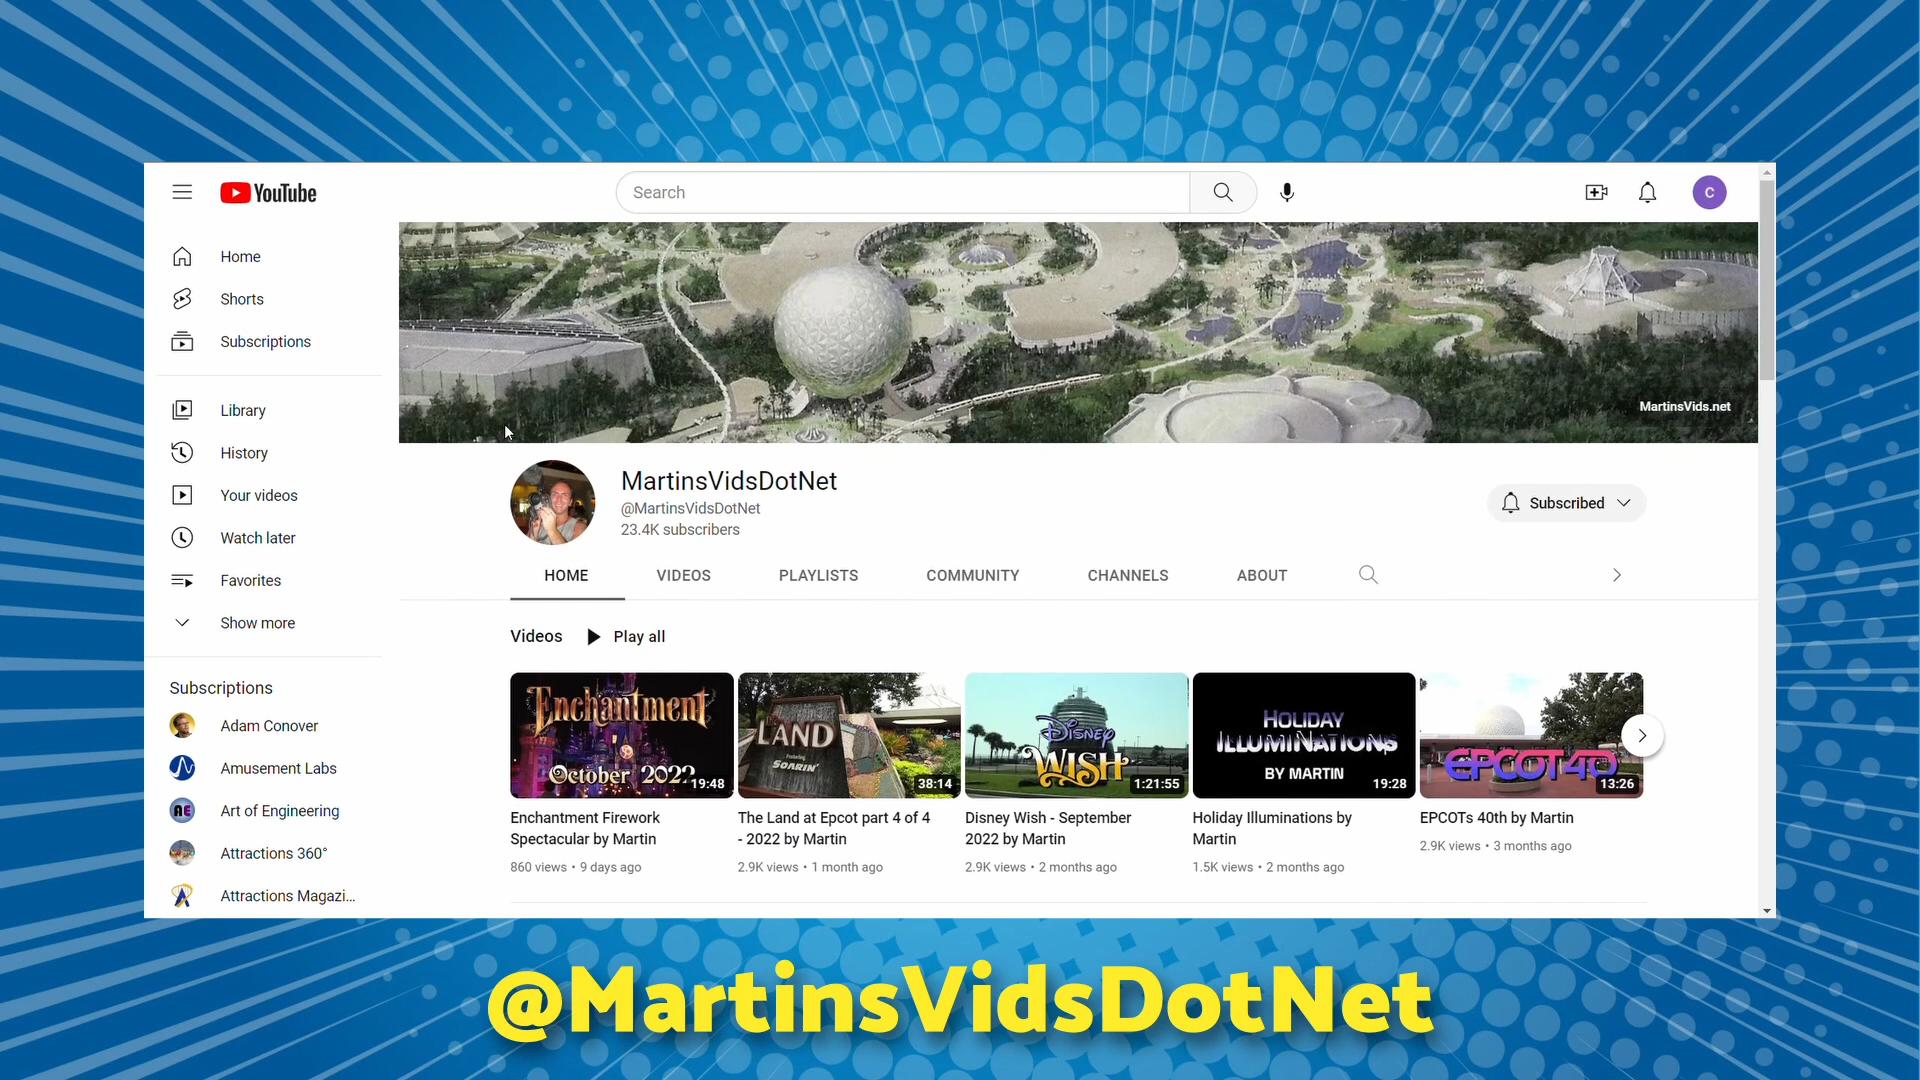 YouTube
Search
C
Home
Shorts
Subscriptions
Library
History
Your videos
Watch later
Favorites
Show more
Subscriptions
Adam Conover
Amusement Labs
AE
Art of Engineering
Attractions 360°
Attractions Magazi...
MartinsVids.net
MartinsVidsDotNet
@MartinsVidsDotNet
23.4K subscribers
Subscribed
HOME
VIDEOS
PLAYLISTS
COMMUNITY
CHANNELS
ABOUT
Videos
Play all
Enchantment
October 2022
19:48
Enchantment Firework
Spectacular by Martin
860 views • 9 days ago
THE LAND
Featuring
SOARIN'
38:14
The Land at Epcot part 4 of 4
- 2022 by Martin
2.9K views • 1 month ago
DISNEY
WISH
1:21:55
Disney Wish - September
2022 by Martin
2.9K views • 2 months ago
HOLIDAY
ILLUMINATIONS
BY MARTIN
19:28
Holiday Illuminations by
Martin
1.5K views • 2 months ago
EPCOT40
13:26
EPCOTs 40th by Martin
2.9K views • 3 months ago
@MartinsVidsDotNet